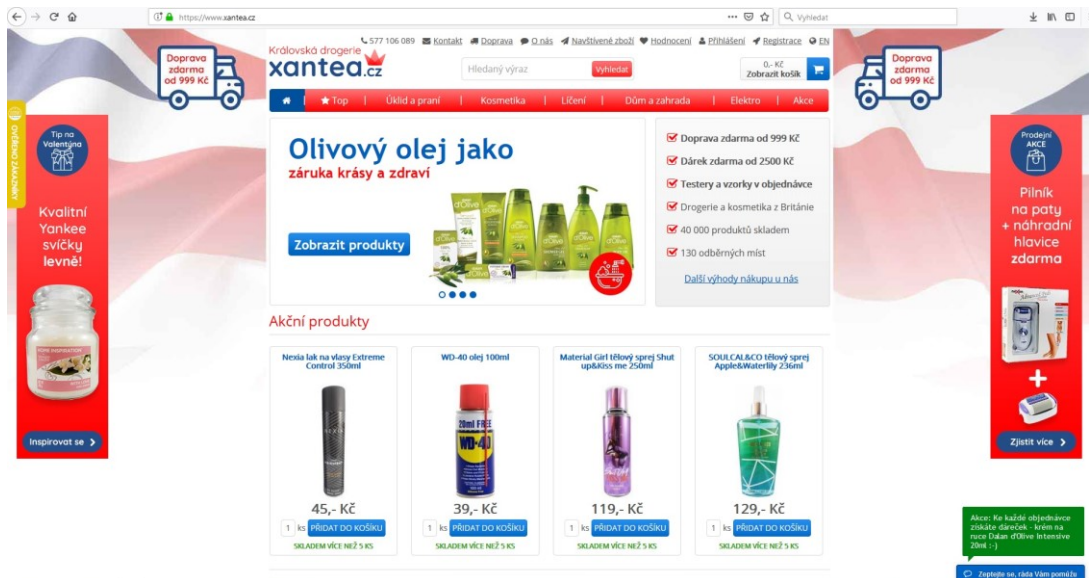 https://www.xantea.cz
Vyhledat
577 106 089 Kontakt Doprava O nás Navštívené zboží Hodnocení Přihlášení Registrace EN
Královská drogerie
xantea.cz
Hledaný výraz
Vyhledat
0,- Kč
Zobrazit košík
Doprava
zdarma
od 999 Kč
Doprava
zdarma
od 999 Kč
Top | Úklid a praní | Kosmetika | Líčení | Dům a zahrada | Elektro | Akce
OVĚŘENO ZÁKAZNÍKY
Tip na
Valentýna
Kvalitní
Yankee
svíčky
levně!
HOME INSPIRATION
Inspirovat se
Olivový olej jako
záruka krásy a zdraví
Zobrazit produkty
d'Olive
Doprava zdarma od 999 Kč
Dárek zdarma od 2500 Kč
Testery a vzorky v objednávce
Drogerie a kosmetika z Británie
40 000 produktů skladem
130 odběrných míst
Další výhody nákupu u nás
Prodejní
AKCE
Pilník
na paty
+ náhradní
hlavice
zdarma
+
Zjistit více
Akční produkty
Nexia lak na vlasy Extreme
Control 350ml
45,- Kč
1 ks PŘIDAT DO KOŠÍKU
SKLADEM VÍCE NEŽ 5 KS
WD-40 olej 100ml
20ml FREE
WD-40
39,- Kč
1 ks PŘIDAT DO KOŠÍKU
SKLADEM VÍCE NEŽ 5 KS
Material Girl tělový sprej Shut
up&Kiss me 250ml
119,- Kč
1 ks PŘIDAT DO KOŠÍKU
SKLADEM VÍCE NEŽ 5 KS
SOULCAL&CO tělový sprej
Apple&Waterlily 236ml
129,- Kč
1 ks PŘIDAT DO KOŠÍKU
SKLADEM VÍCE NEŽ 5 KS
Akce: Ke každé objednávce
získáte dáreček - krém na
ruce Dalan d'Olive Intensive
20ml :-)
Zeptejte se, ráda Vám pomůžu